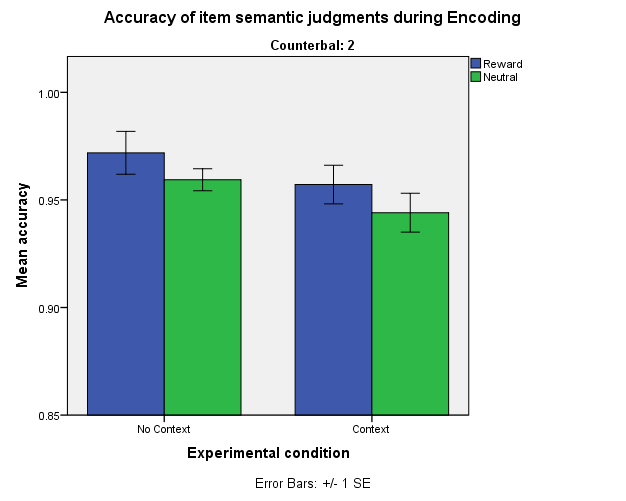 Accuracy of item semantic judgments during Encoding
Counterbal: 2
Reward
Neutral
Mean accuracy
1.00
0.95
0.90
0.85
No Context
Context
Experimental condition
Error Bars: +/- 1 SE